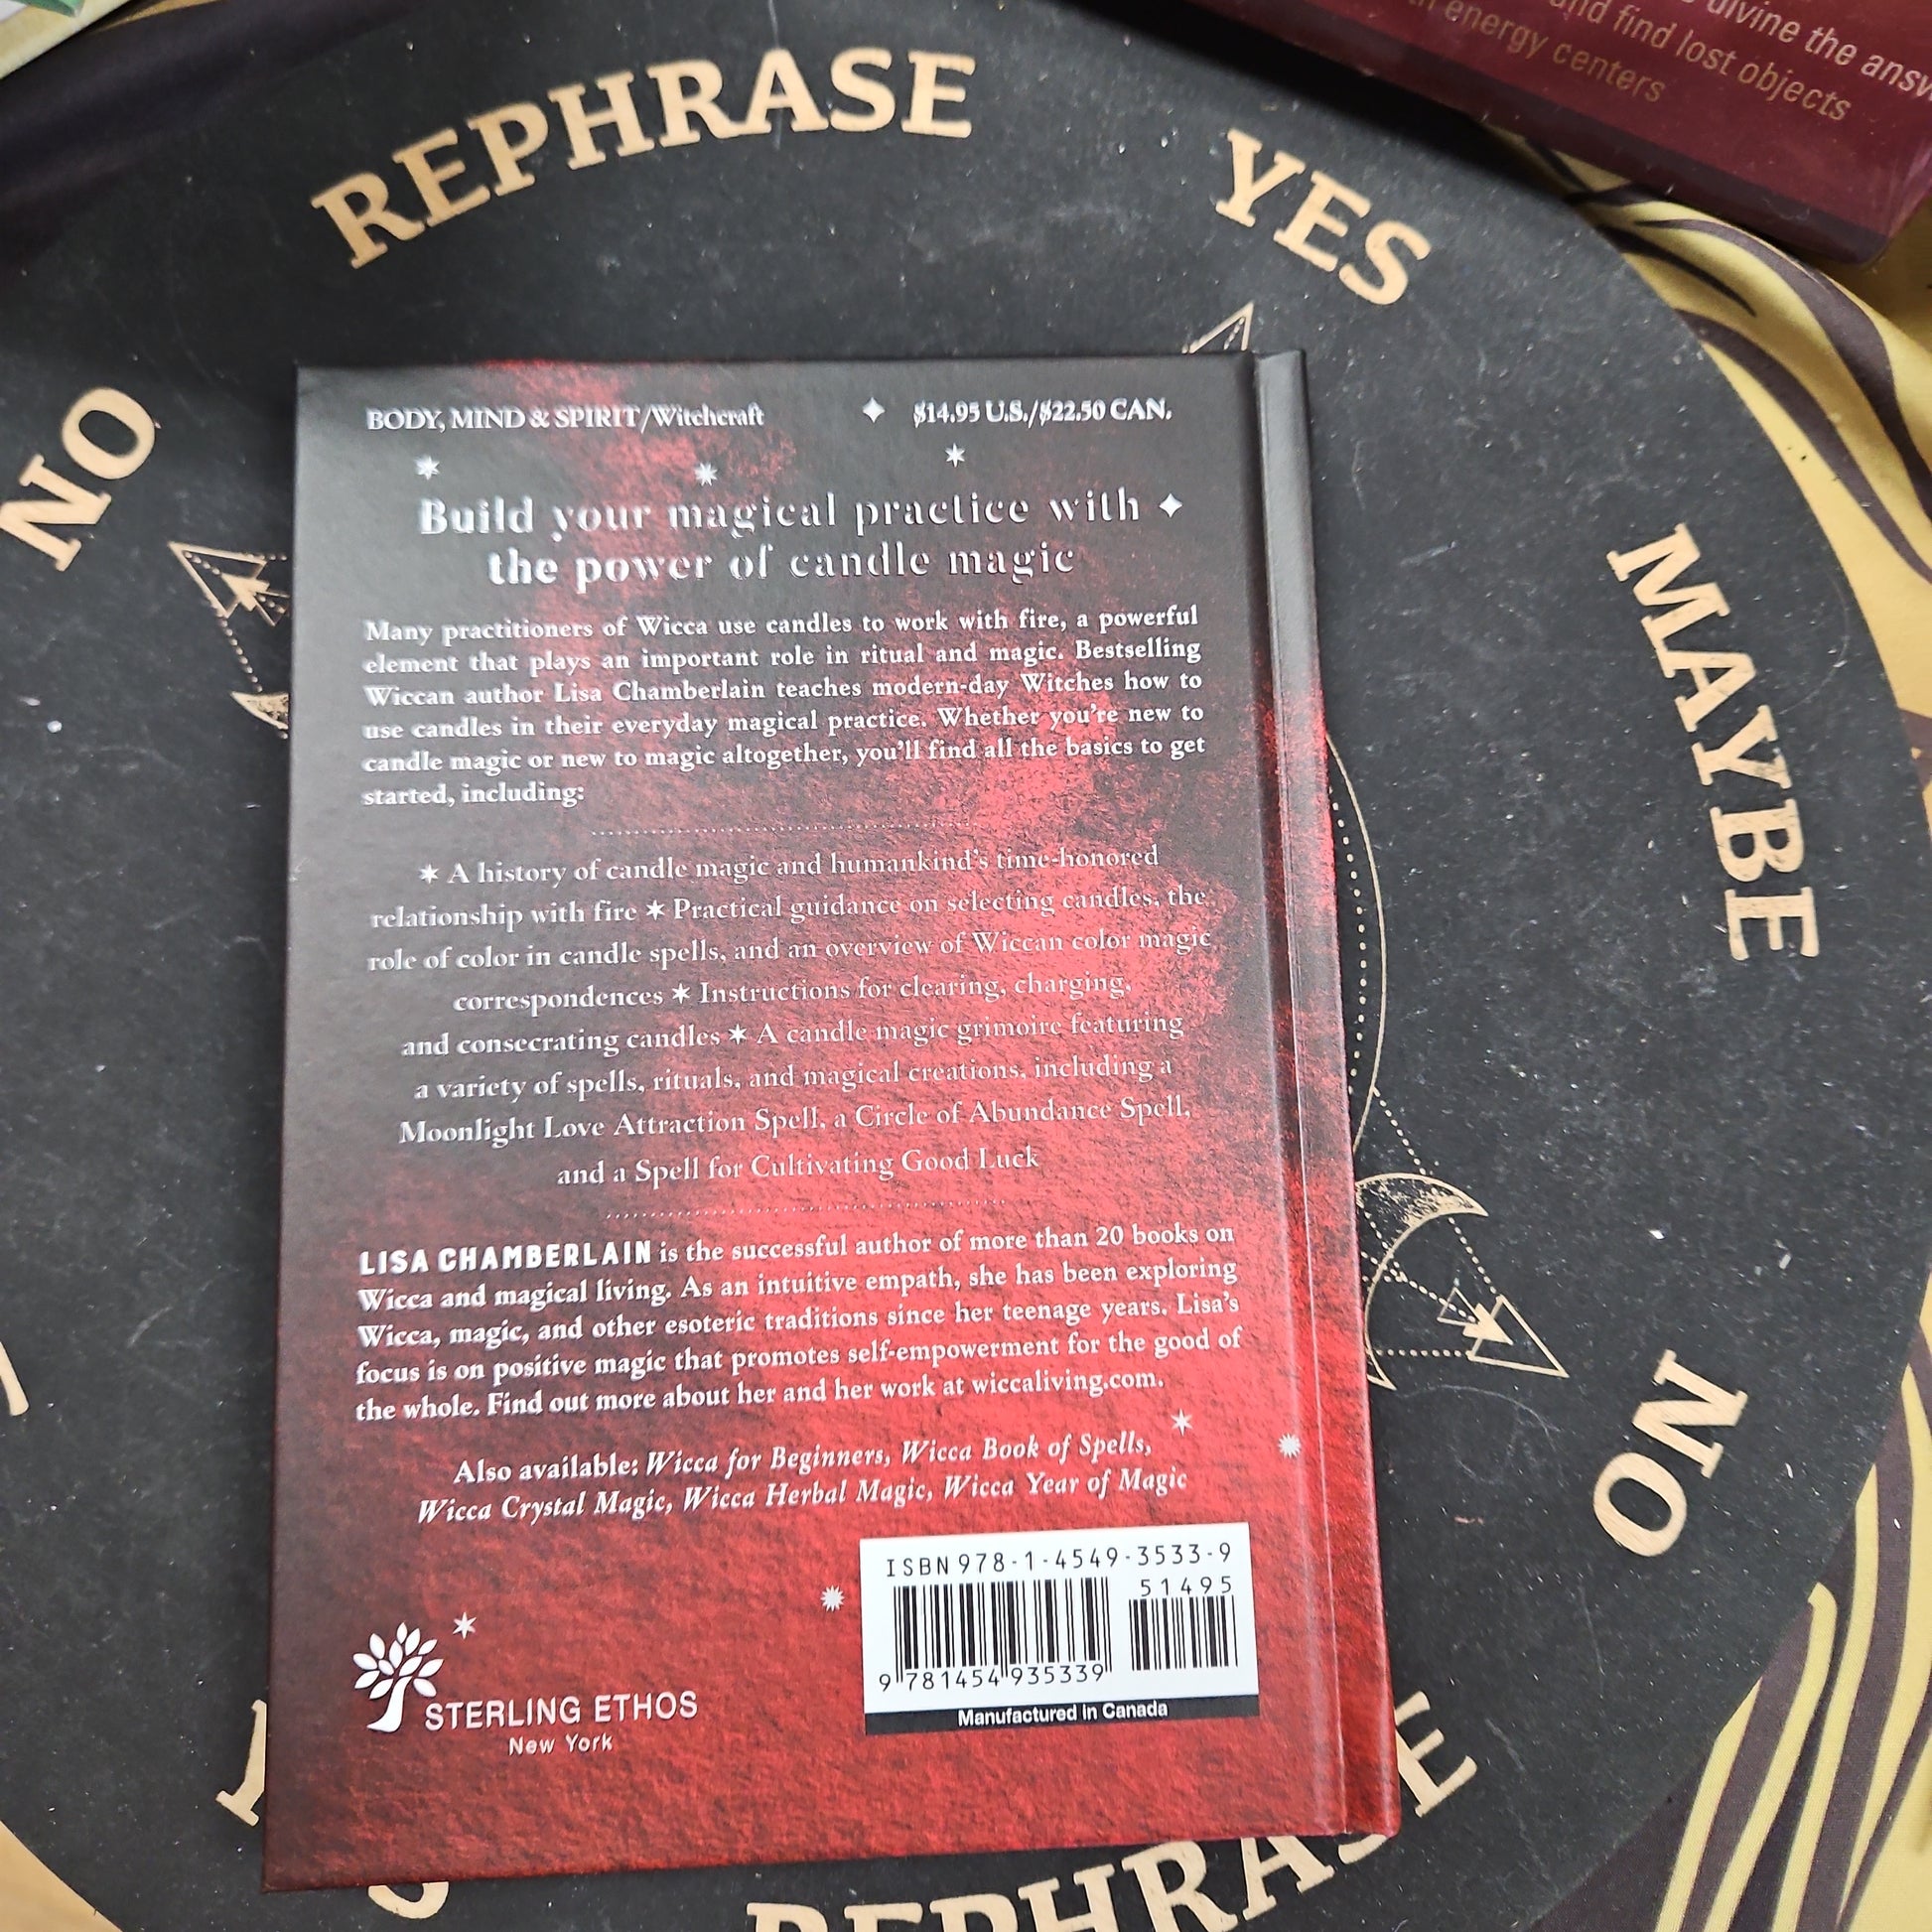 divine the
and find lost objects
energy centers
REPHRASE
YES
NO
MAYBE
BODY, MIND & SPIRIT/Witchcraft $14.95 U.S./$22.50 CAN.
Build your magical practice with
the power of candle magic
Many practitioners of Wicca use candles to work with fire, a powerful
element that plays an important role in ritual and magic. Bestselling
Wiccan author Lisa Chamberlain teaches modern-day Witches how to
use candles in their everyday magical practice. Whether you're new to
candle magic or new to magic altogether, you'll find all the basics to get
started, including:
✶ A history of candle magic and humankind's time-honored
relationship with fire ✶ Practical guidance on selecting candles, the
role of color in candle spells, and an overview of Wiccan color magic
correspondences ✶ Instructions for clearing, charging,
and consecrating candles ✶ A candle magic grimoire featuring
a variety of spells, rituals, and magical creations, including a
Moonlight Love Attraction Spell, a Circle of Abundance Spell,
and a Spell for Cultivating Good Luck
LISA CHAMBERLAIN is the successful author of more than 20 books on
Wicca and magical living. As an intuitive empath, she has been exploring
Wicca, magic, and other esoteric traditions since her teenage years. Lisa's
focus is on positive magic that promotes self-empowerment for the good of
the whole. Find out more about her and her work at wiccaliving.com.
Also available: Wicca for Beginners, Wicca Book of Spells,
Wicca Crystal Magic, Wicca Herbal Magic, Wicca Year of Magic
ISBN 978-1-4549-3533-9
51495
9 781454 935339
Manufactured in Canada
STERLING ETHOS
New York
NO
REPHRASE